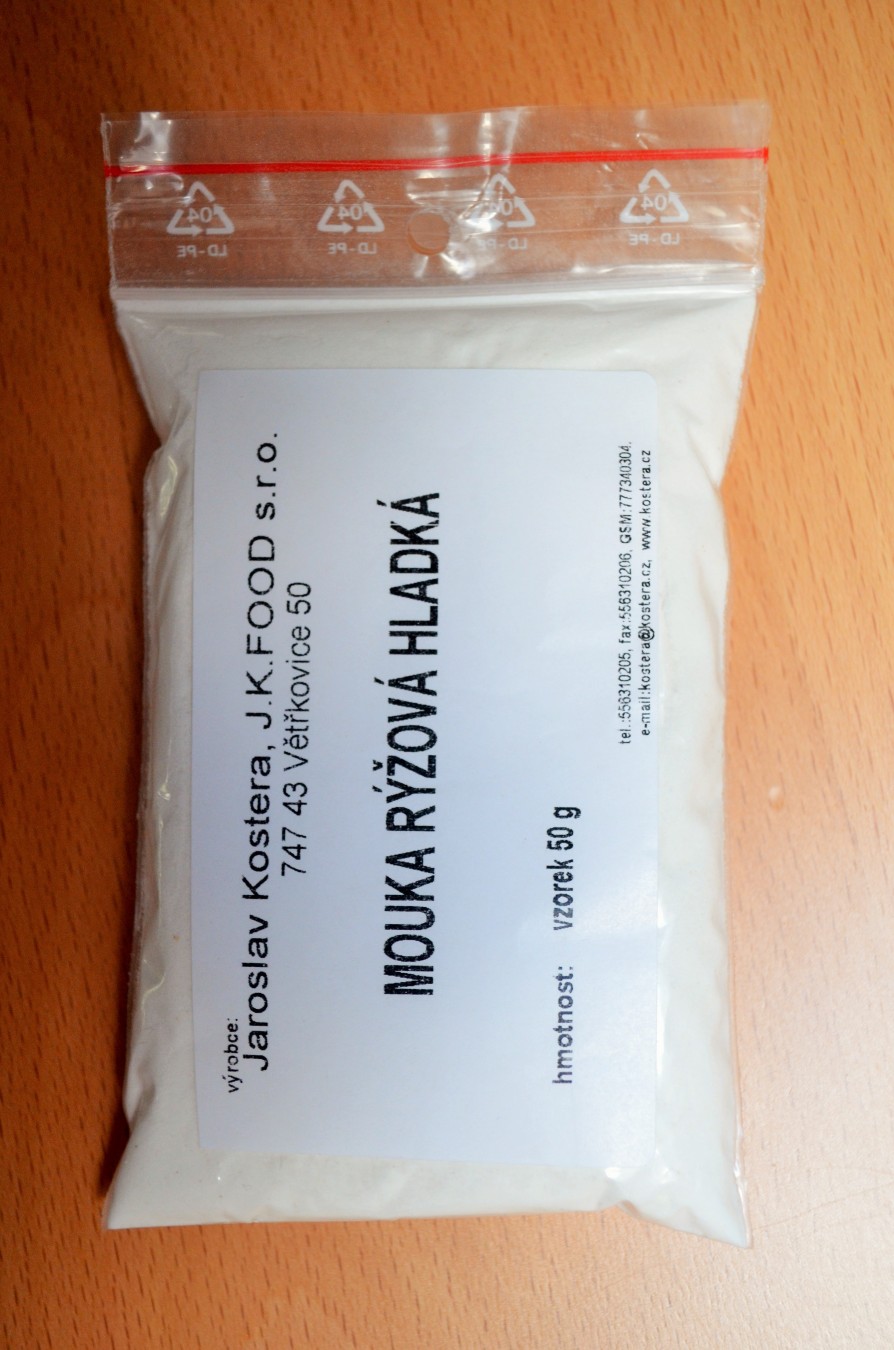 výrobce:
Jaroslav Kostera, J.K.FOOD s.r.o.
747 43 Větřkovice 50
MOUKA RÝŽOVÁ HLADKÁ
hmotnost: vzorek 50 g
tel.:556310205, fax:556310206, GSM:777340304,
e-mail:kostera@kostera.cz, www.kostera.cz
04 04 04 04
LD-PE LD-PE LD-PE LD-PE